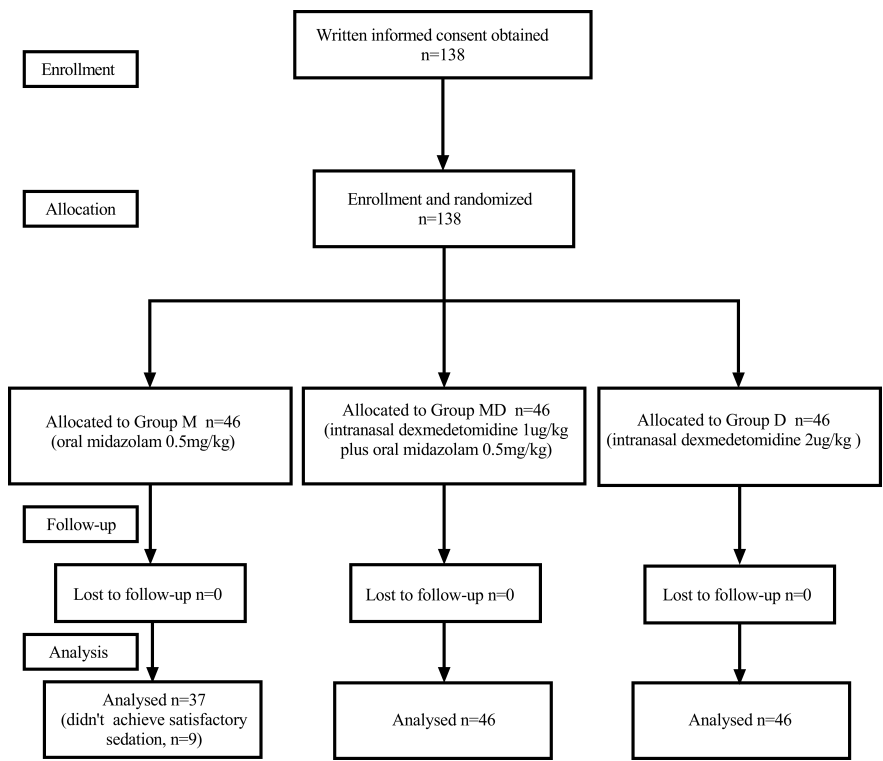 Written informed consent obtained
n=138
Enrollment
Enrollment and randomized
n=138
Allocation
Allocated to Group M n=46
(oral midazolam 0.5mg/kg)
Allocated to Group MD n=46
(intranasal dexmedetomidine 1ug/kg
plus oral midazolam 0.5mg/kg)
Allocated to Group D n=46
(intranasal dexmedetomidine 2ug/kg )
Follow-up
Lost to follow-up n=0
Lost to follow-up n=0
Lost to follow-up n=0
Analysis
Analysed n=37
(didn't achieve satisfactory
sedation, n=9)
Analysed n=46
Analysed n=46